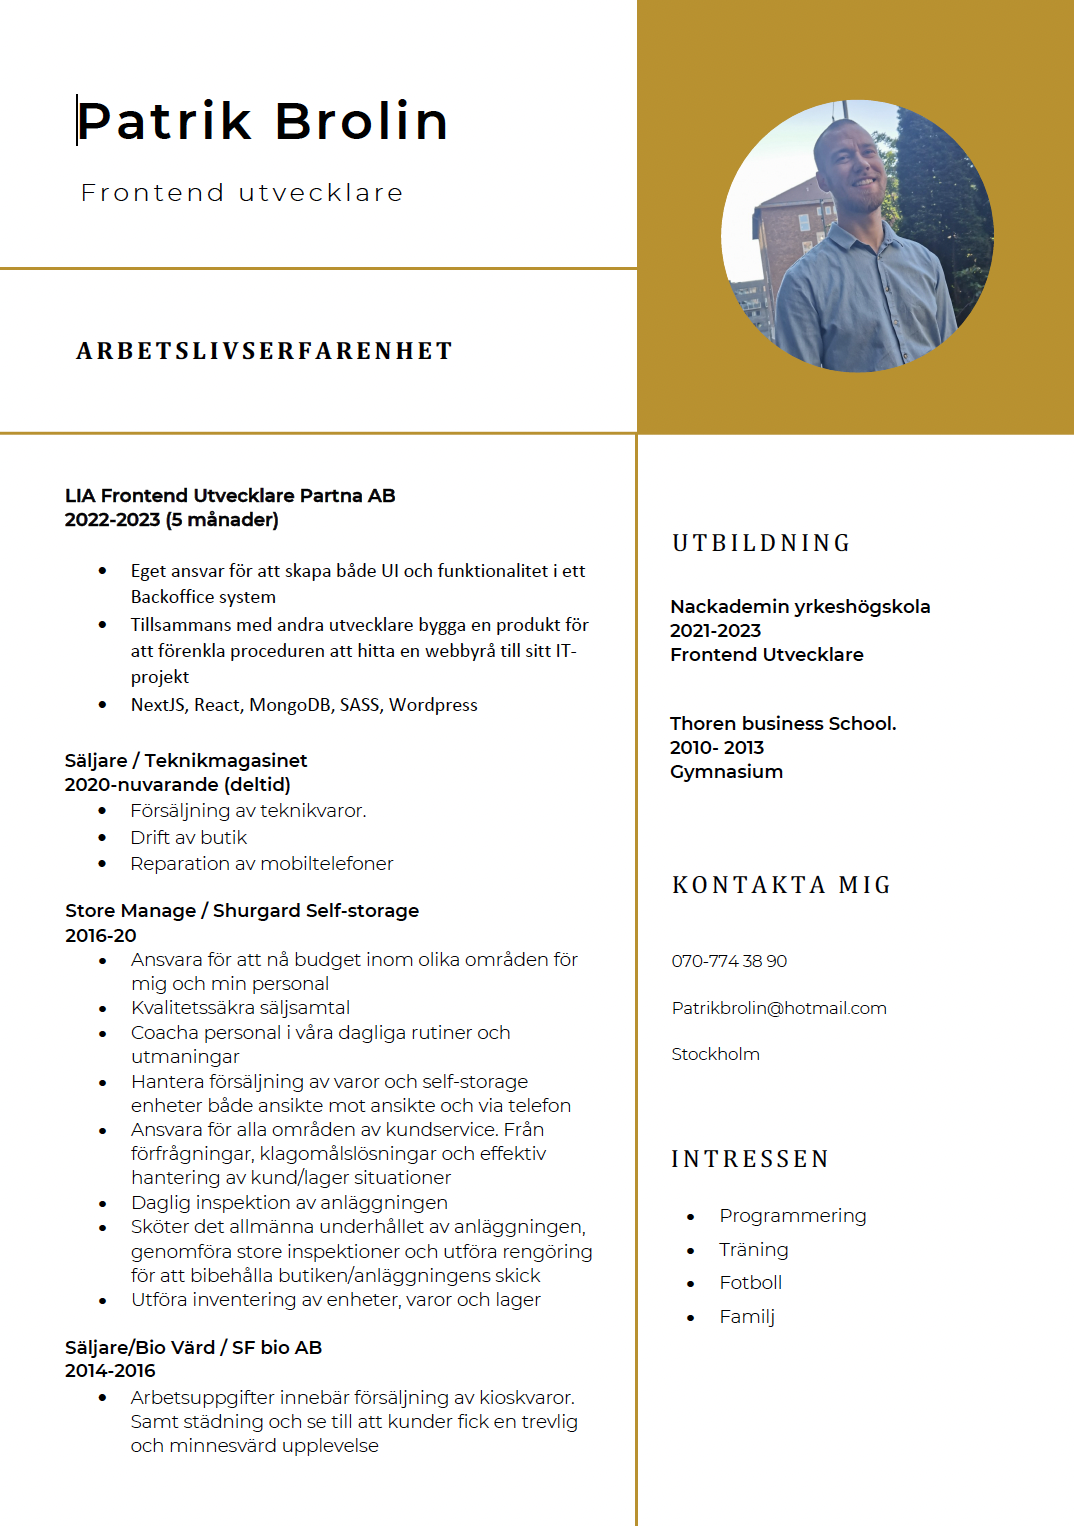 Patrik Brolin
Frontend utvecklare
ARBETSLIVSERFARENHET
LIA Frontend Utvecklare Partna AB
2022-2023 (5 månader)
• Eget ansvar för att skapa både UI och funktionalitet i ett
Backoffice system
• Tillsammans med andra utvecklare bygga en produkt för
att förenkla proceduren att hitta en webbyrå till sitt IT-
projekt
• NextJS, React, MongoDB, SASS, Wordpress
Säljare / Teknikmagasinet
2020-nuvarande (deltid)
• Försäljning av teknikvaror.
• Drift av butik
• Reparation av mobiltelefoner
Store Manage / Shurgard Self-storage
2016-20
• Ansvara för att nå budget inom olika områden för
mig och min personal
• Kvalitetssäkra säljsamtal
• Coacha personal i våra dagliga rutiner och
utmaningar
• Hantera försäljning av varor och self-storage
enheter både ansikte mot ansikte och via telefon
• Ansvara för alla områden av kundservice. Från
förfrågningar, klagomålslösningar och effektiv
hantering av kund/lager situationer
• Daglig inspektion av anläggningen
• Sköter det allmänna underhållet av anläggningen,
genomföra store inspektioner och utföra rengöring
för att bibehålla butiken/anläggningens skick
• Utföra inventering av enheter, varor och lager
Säljare/Bio Värd / SF bio AB
2014-2016
• Arbetsuppgifter innebär försäljning av kioskvaror.
Samt städning och se till att kunder fick en trevlig
och minnesvärd upplevelse
UTBILDNING
Nackademin yrkeshögskola
2021-2023
Frontend Utvecklare
Thoren business School.
2010- 2013
Gymnasium
KONTAKTA MIG
070-774 38 90
Patrikbrolin@hotmail.com
Stockholm
INTRESSEN
• Programmering
• Träning
• Fotboll
• Familj